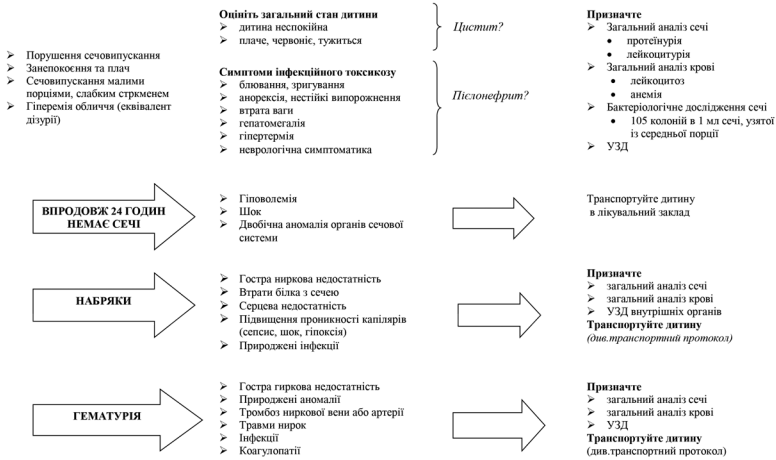 Порушення сечовипускання
Занепокоєння та плач
Сечовипускання малими
порціями, слабким стркменем
Гіперемія обличчя (еквівалент
дізурії)
Оцініть загальний стан дитини
дитина неспокійна
плаче, червоніє, тужиться
Симптоми інфекційного токсикозу
блювання, зригування
анорексія, нестійкі випорожнення
втрата ваги
гепатомегалія
гіпертермія
неврологічна симптоматика
Цистит?
Пієлонефрит?
Призначте
Загальний аналіз сечі
протеїнурія
лейкоцитурія
Загальний аналіз крові
лейкоцитоз
анемія
Бактеріологічне дослідження сечі
105 колоній в 1 мл сечі, узятої
із середньої порції
УЗД
ВПРОДОВЖ 24 ГОДИН
НЕМАЄ СЕЧІ
Гіповолемія
Шок
Двобічна аномалія органів сечової
системи
Транспортуйте дитину
в лікувальний заклад
НАБРЯКИ
Гостра ниркова недостатність
Втрати білка з сечею
Серцева недостатність
Підвищення проникності капілярів
(сепсис, шок, гіпоксія)
Природжені інфекції
Призначте
загальний аналіз сечі
загальний аналіз крові
УЗД внутрішніх органів
Транспортуйте дитину
(див.транспортний протокол)
ГЕМАТУРІЯ
Гостра гиркова недостатність
Природжені аномалії
Тромбоз ниркової вени або артерії
Травми нирок
Інфекції
Коагулопатії
Призначте
загальний аналіз сечі
загальний аналіз крові
УЗД
Транспортуйте дитину
(див.транспортний протокол)